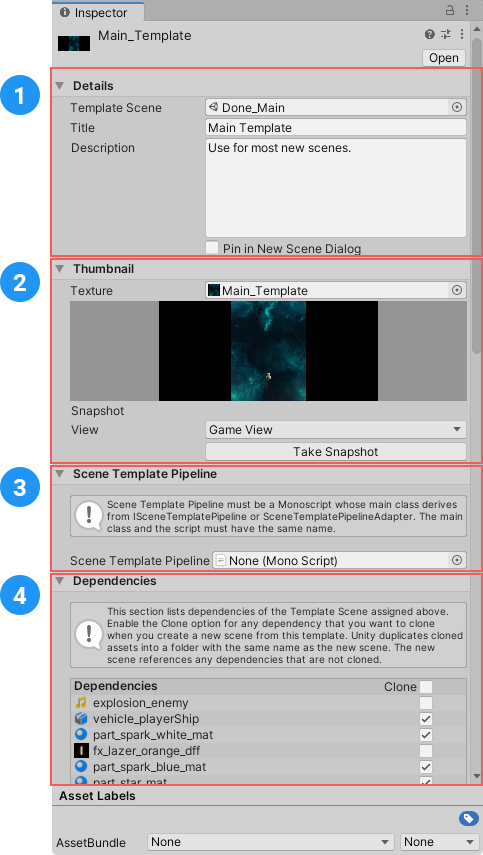 Inspector
Main_Template
Open
1
Details
Template Scene
Done_Main
Title
Main Template
Description
Use for most new scenes.
Pin in New Scene Dialog
2
Thumbnail
Texture
Main_Template
Snapshot
View
Game View
Take Snapshot
3
Scene Template Pipeline
Scene Template Pipeline must be a Monoscript whose main class derives
from ISceneTemplatePipeline or SceneTemplatePipelineAdapter. The main
class and the script must have the same name.
Scene Template Pipeline
None (Mono Script)
4
Dependencies
This section lists dependencies of the Template Scene assigned above.
Enable the Clone option for any dependency that you want to clone
when you create a new scene from this template. Unity duplicates cloned
assets into a folder with the same name as the new scene. The new
scene references any dependencies that are not cloned.
Dependencies
Clone
explosion_enemy
vehicle_playerShip
part_spark_white_mat
fx_lazer_orange_dff
part_spark_blue_mat
part_star_mat
Asset Labels
AssetBundle
None
None